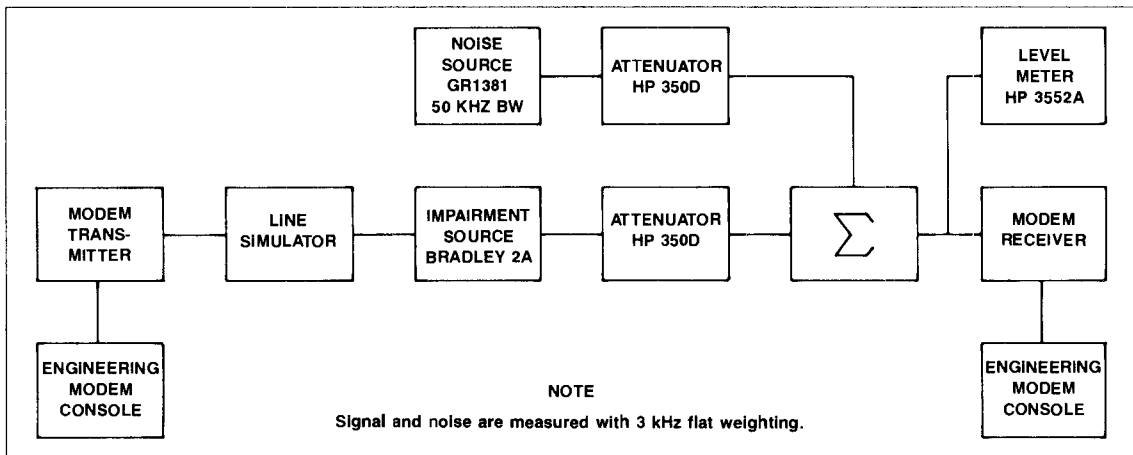 NOISE
SOURCE
GR1381
50 KHZ BW
ATTENUATOR
HP 350D
LEVEL
METER
HP 3552A
MODEM
TRANS-
MITTER
LINE
SIMULATOR
IMPAIRMENT
SOURCE
BRADLEY 2A
ATTENUATOR
HP 350D
Σ
MODEM
RECEIVER
ENGINEERING
MODEM
CONSOLE
ENGINEERING
MODEM
CONSOLE
NOTE
Signal and noise are measured with 3 kHz flat weighting.